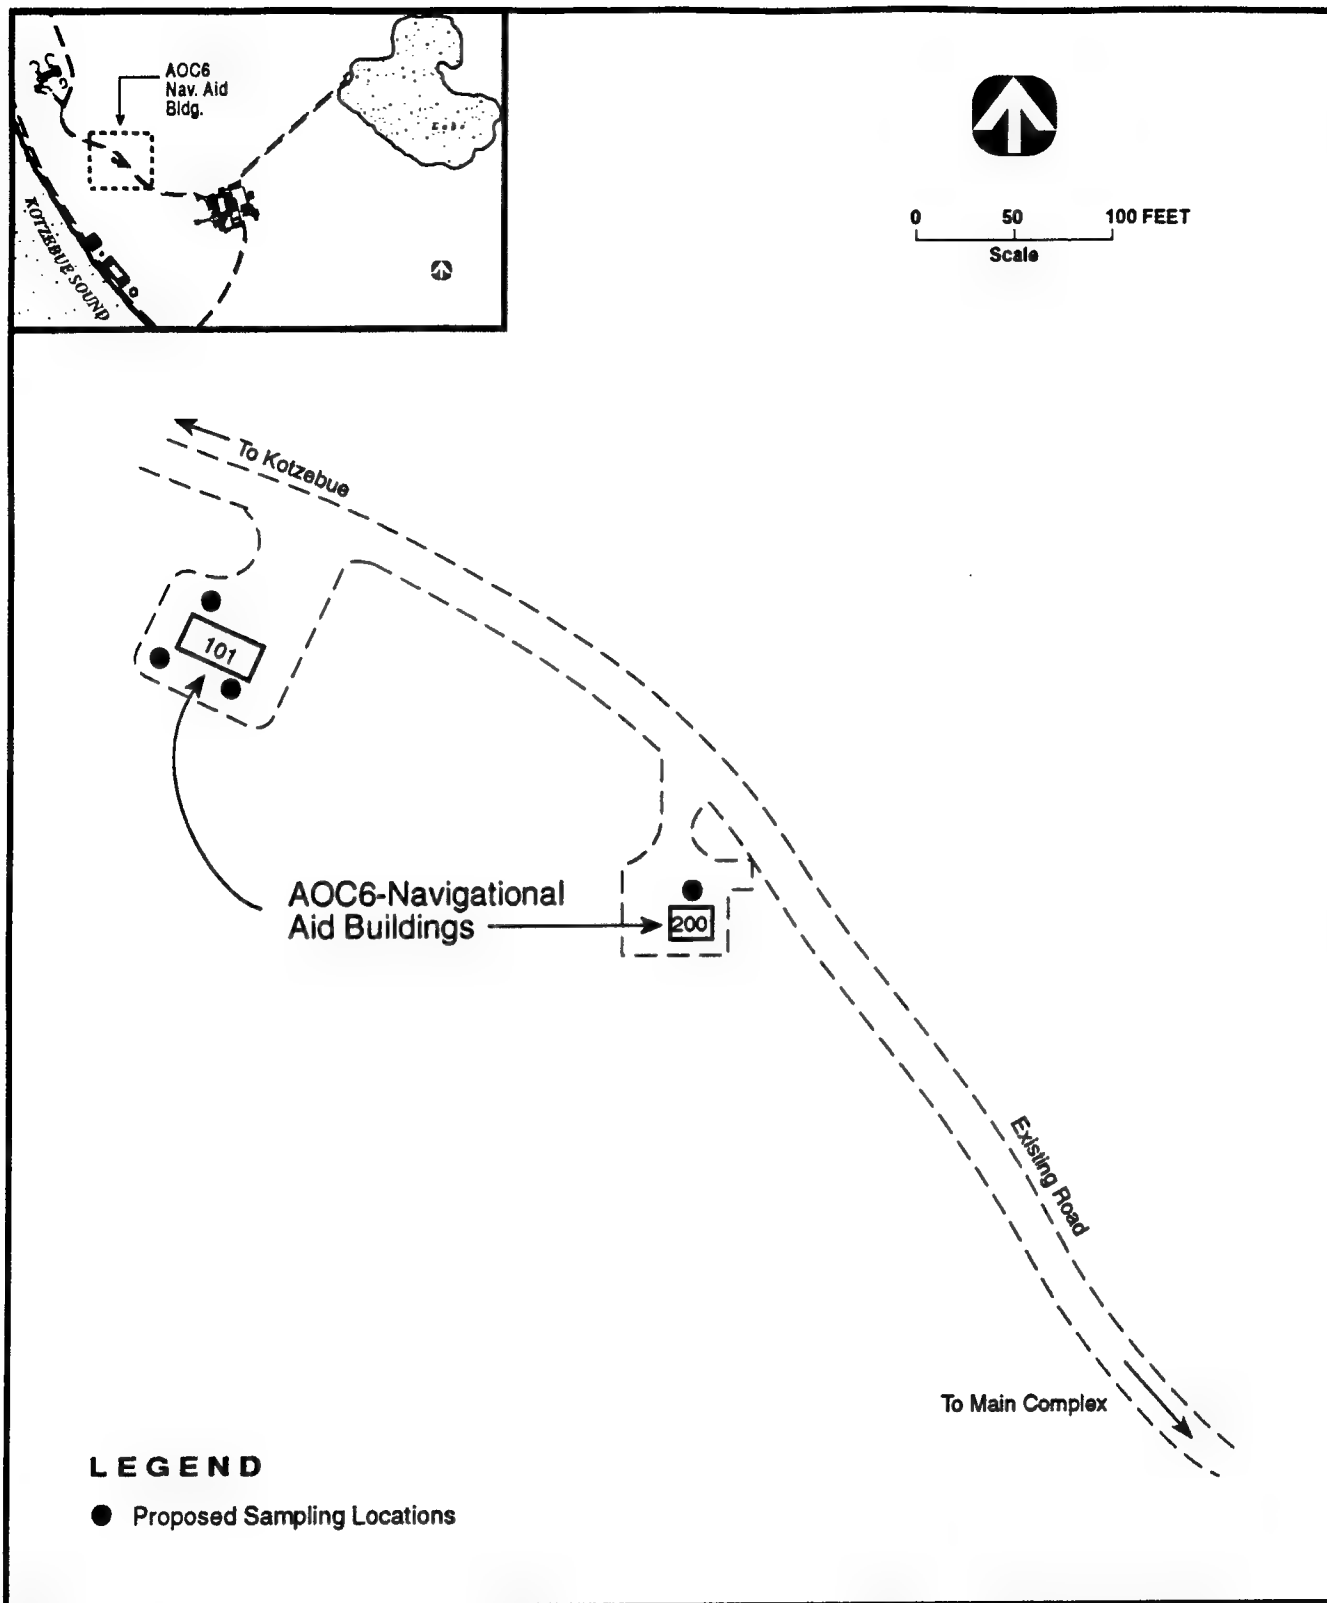 AOC6
Nav. Aid
Bldg.
KOTZEBUE SOUND
0 50 100 FEET
Scale
To Kotzebue
101
AOC6-Navigational
Aid Buildings
200
Existing Road
To Main Complex
LEGEND
Proposed Sampling Locations